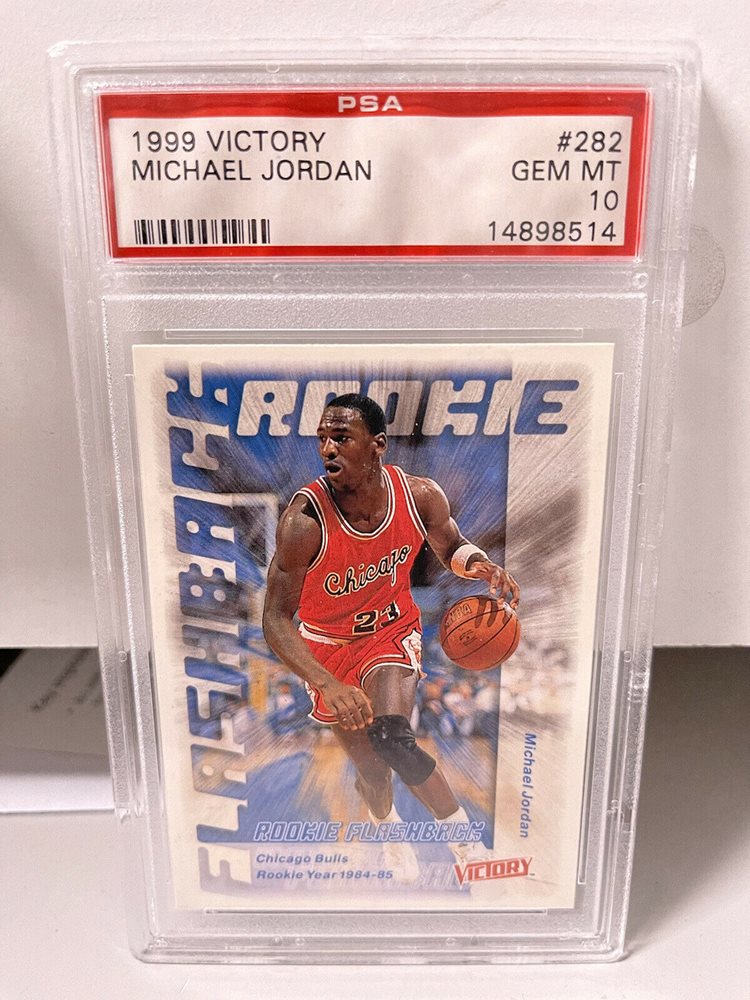 PSA
1999 VICTORY #282
MICHAEL JORDAN GEM MT
10
14898514
ROOKIE
FLASHBACK
Chicago
23
NBA
Michael Jordan
ROOKIE FLASHBACK
Chicago Bulls
Rookie Year 1984-85
VICTORY